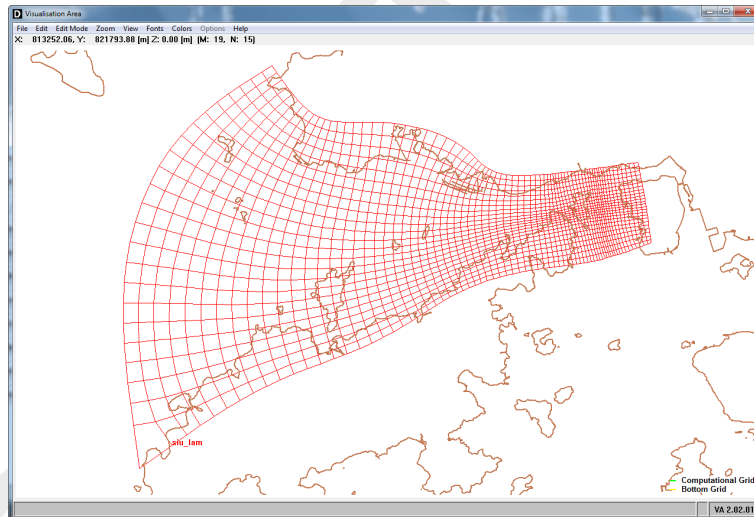 Visualisation Area
File Edit Edit Mode Zoom View Fonts Colors Options Help
X: 813252.06, Y: 821793.88 [m] Z: 0.00 [m] (M: 19, N: 15)
siu_lam
Computational Grid
Bottom Grid
VA 2.02.01